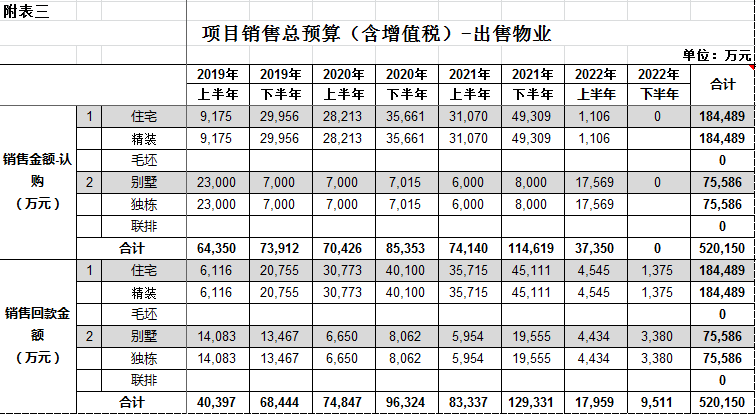 附表三
项目销售总预算（含增值税）-出售物业
单位：万元
2019年 2019年 2020年 2020年 2021年 2021年 2022年 2022年 合计
上半年 下半年 上半年 下半年 上半年 下半年 上半年 下半年
销售金额-认购（万元）
1 住宅 9,175 29,956 28,213 35,661 31,070 49,309 1,106 0 184,489
精装 9,175 29,956 28,213 35,661 31,070 49,309 1,106 184,489
毛坯 0
2 别墅 23,000 7,000 7,000 7,015 6,000 8,000 17,569 0 75,586
独栋 23,000 7,000 7,000 7,015 6,000 8,000 17,569 75,586
联排 0
合计 64,350 73,912 70,426 85,353 74,140 114,619 37,350 0 520,150
销售回款金额（万元）
1 住宅 6,116 20,755 30,773 40,100 35,715 45,111 4,545 1,375 184,489
精装 6,116 20,755 30,773 40,100 35,715 45,111 4,545 1,375 184,489
毛坯 0
2 别墅 14,083 13,467 6,650 8,062 5,954 19,555 4,434 3,380 75,586
独栋 14,083 13,467 6,650 8,062 5,954 19,555 4,434 3,380 75,586
联排 0
合计 40,397 68,444 74,847 96,324 83,337 129,331 17,959 9,511 520,150